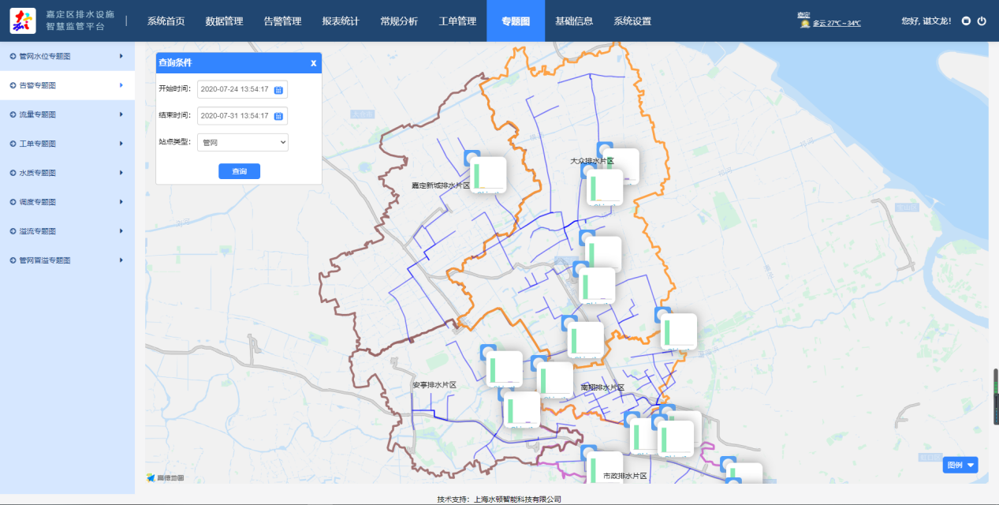 嘉定区排水设施
智慧监管平台
系统首页 数据管理 告警管理 报表统计 常规分析 工单管理 专题图 基础信息 系统设置
嘉定
多云 27℃~34℃
您好, 谌文龙!
管网水位专题图
告警专题图
流量专题图
工单专题图
水质专题图
调度专题图
溢流专题图
管网冒溢专题图
查询条件 x
开始时间: 2020-07-24 13:54:17
结束时间: 2020-07-31 13:54:17
站点类型: 管网
查询
大众排水片区
嘉定新城排水片区
安亭排水片区
南翔排水片区
市政排水片区
高德地图
图例
技术支持: 上海水顿智能科技有限公司